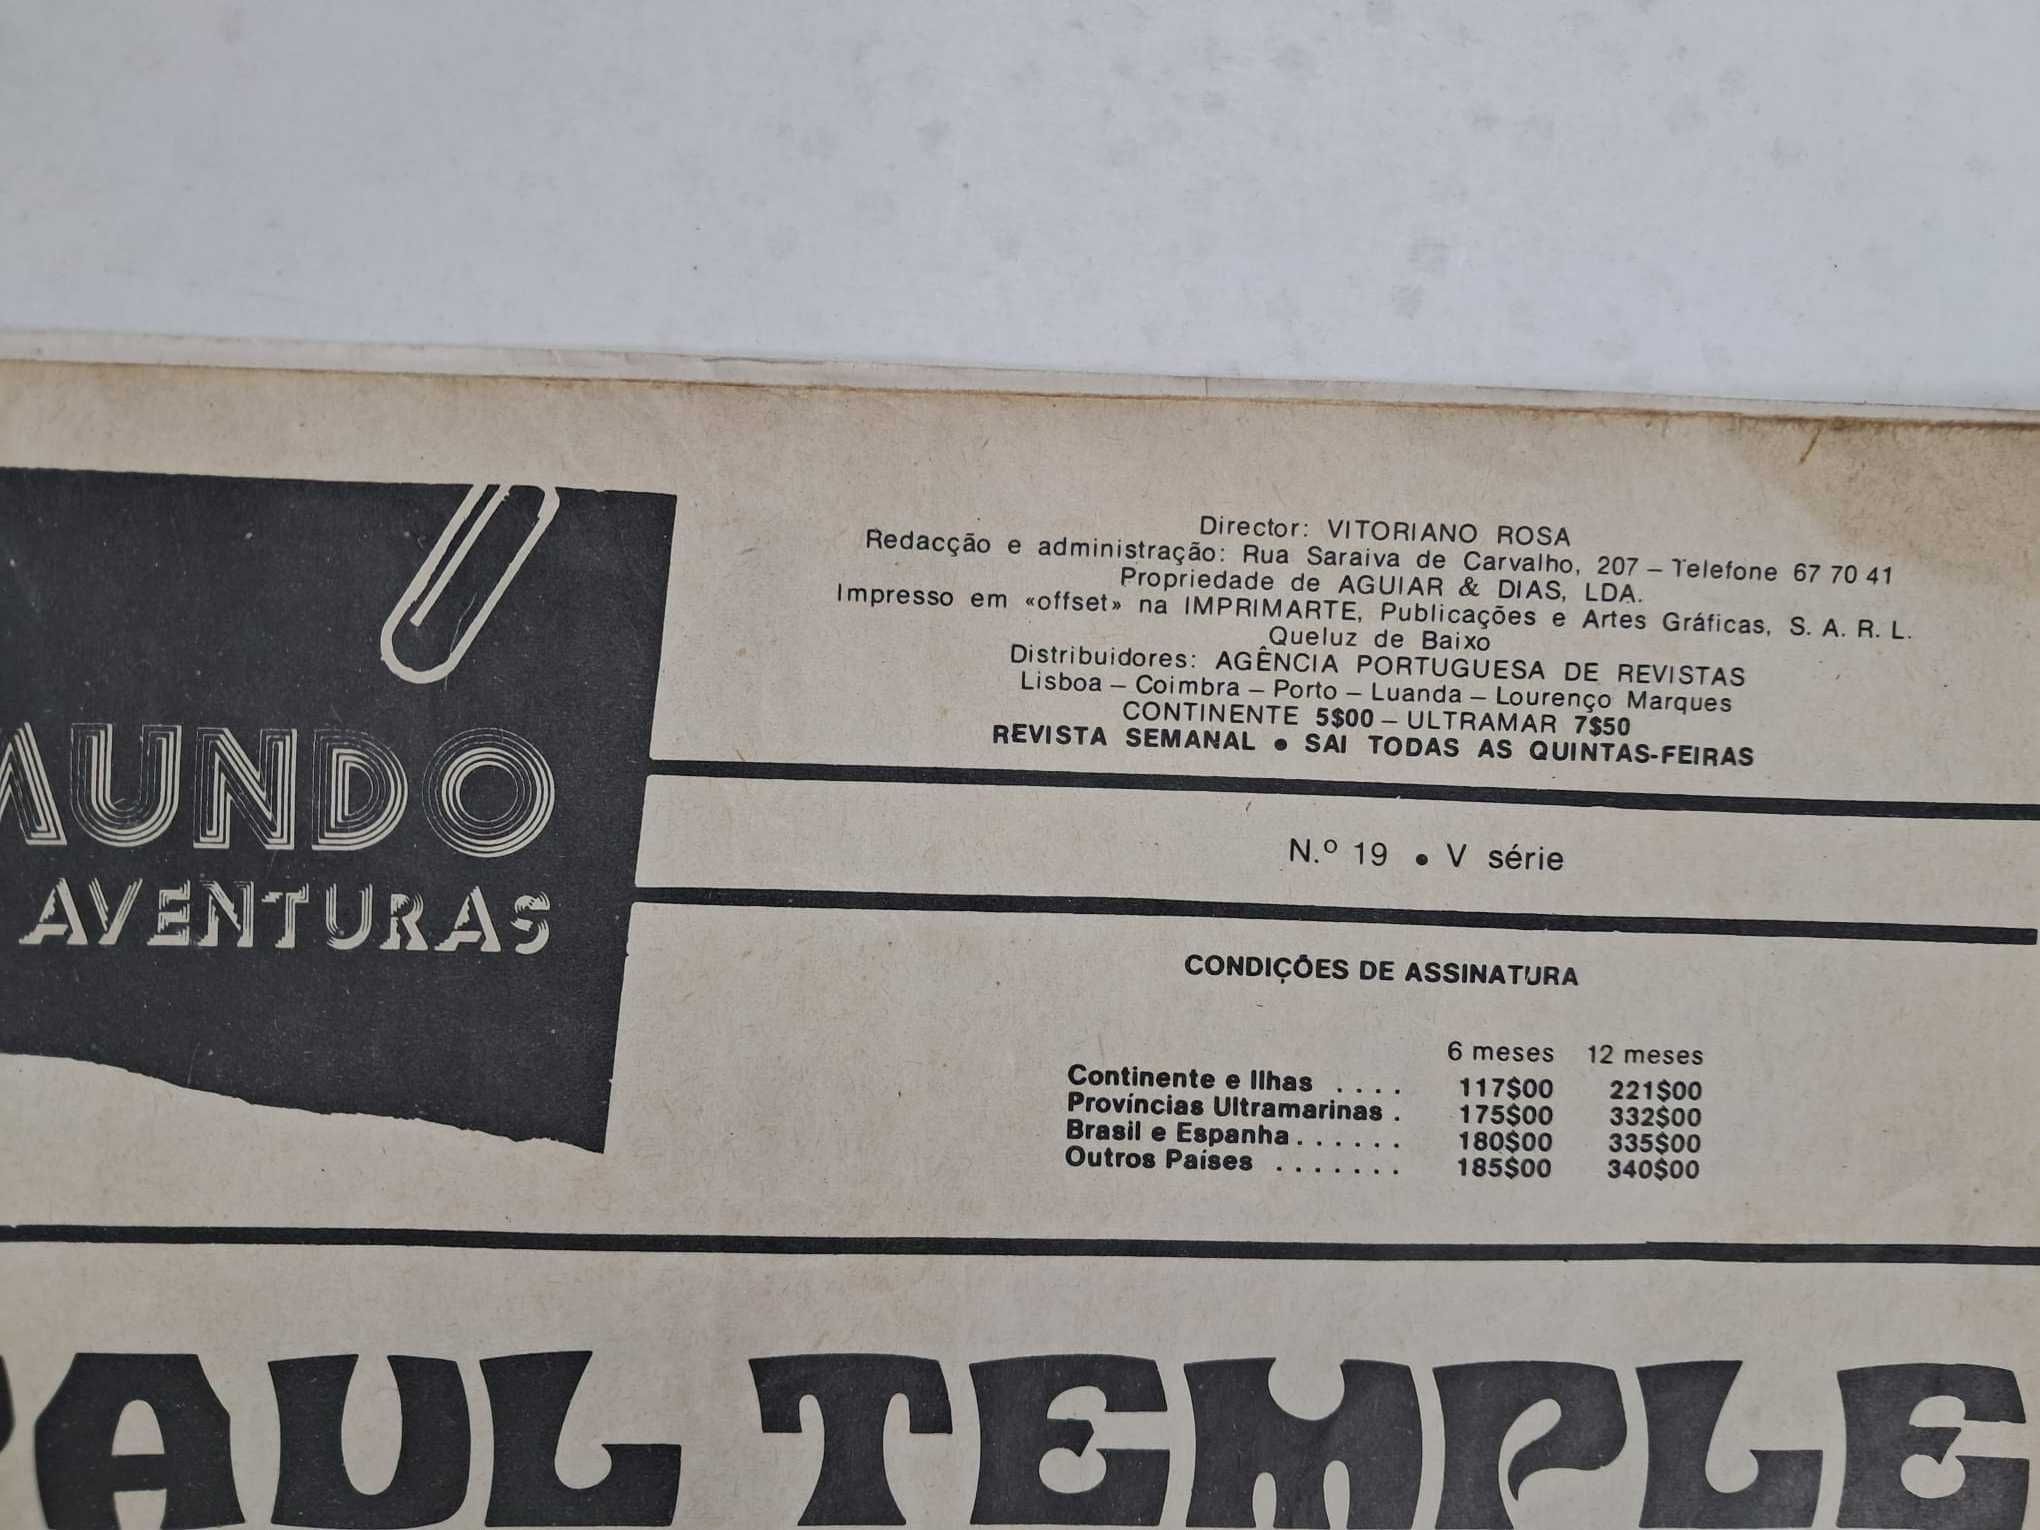 MUNDO
AVENTURAS
Director: VITORIANO ROSA
Redacção e administração: Rua Saraiva de Carvalho, 207 – Telefone 67 70 41
Propriedade de AGUIAR & DIAS, LDA.
Impresso em «offset» na IMPRIMARTE, Publicações e Artes Gráficas, S. A. R. L.
Queluz de Baixo
Distribuidores: AGÊNCIA PORTUGUESA DE REVISTAS
Lisboa – Coimbra – Porto – Luanda – Lourenço Marques
CONTINENTE 5$00 – ULTRAMAR 7$50
REVISTA SEMANAL • SAI TODAS AS QUINTAS-FEIRAS
N.º 19 • V série
CONDIÇÕES DE ASSINATURA
6 meses 12 meses
Continente e Ilhas . . . . 117$00 221$00
Províncias Ultramarinas . 175$00 332$00
Brasil e Espanha . . . . . . 180$00 335$00
Outros Países . . . . . . . 185$00 340$00
PAUL TEMPLE